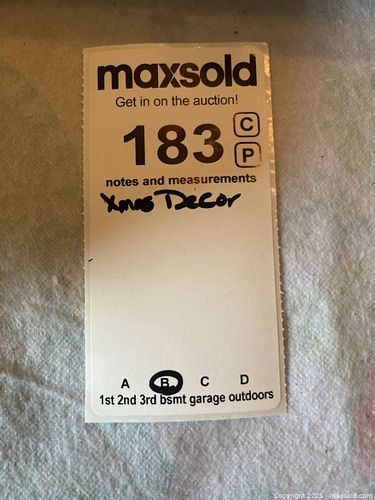 maxsold
Get in on the auction!
183 C
P
notes and measurements
Xmas Decor
A B C D
1st 2nd 3rd bsmt garage outdoors
Copyright 2025 - maxsold.com